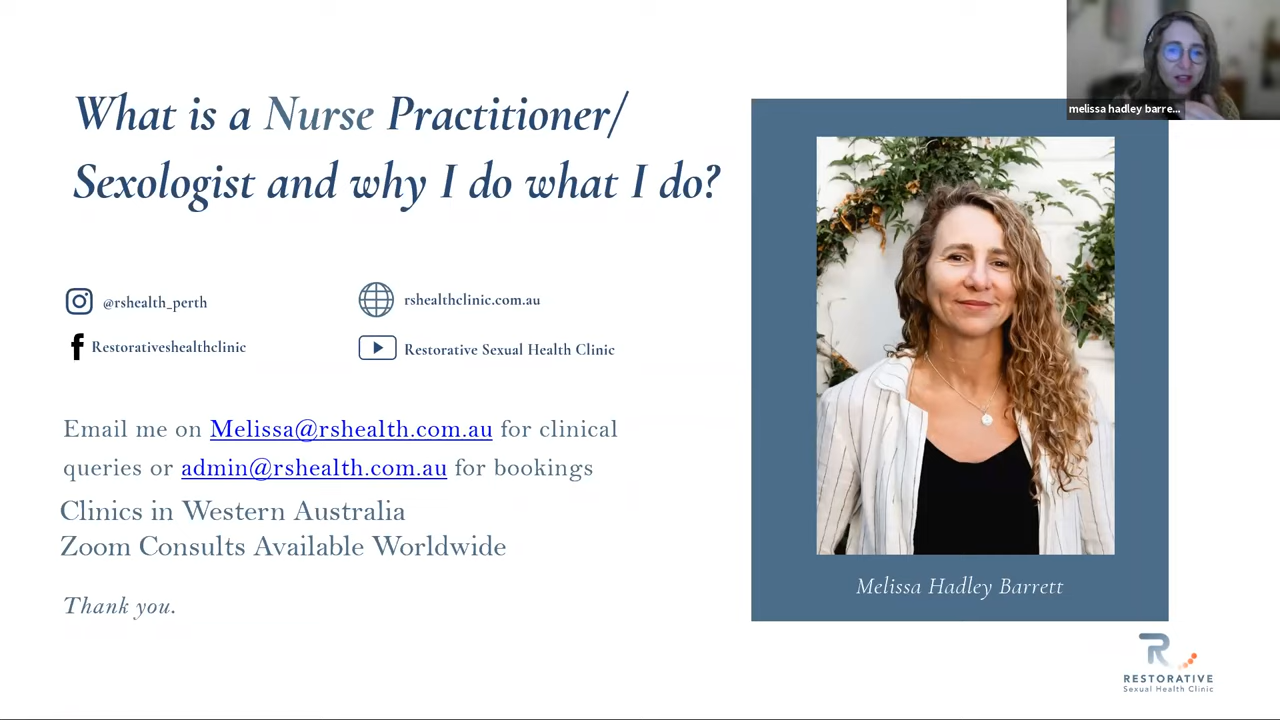 melissa hadley barre...
What is a Nurse Practitioner/
Sexologist and why I do what I do?
@rshealth_perth
rshealthclinic.com.au
Restorativeshealthclinic
Restorative Sexual Health Clinic
Email me on Melissa@rshealth.com.au for clinical
queries or admin@rshealth.com.au for bookings
Clinics in Western Australia
Zoom Consults Available Worldwide
Thank you.
Melissa Hadley Barrett
RESTORATIVE
Sexual Health Clinic